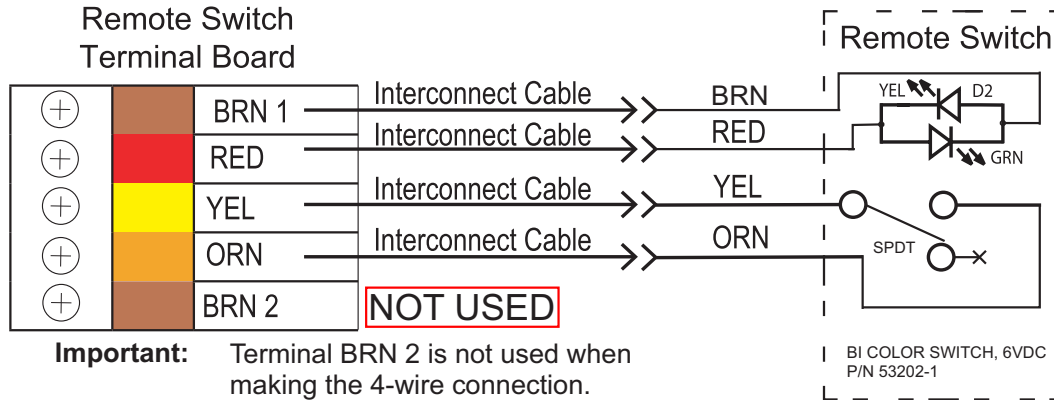 Remote Switch
Terminal Board
Remote Switch
BRN 1
Interconnect Cable
BRN
YEL
D2
RED
Interconnect Cable
RED
GRN
YEL
Interconnect Cable
YEL
ORN
Interconnect Cable
ORN
SPDT
BRN 2
NOT USED
Important: Terminal BRN 2 is not used when
making the 4-wire connection.
BI COLOR SWITCH, 6VDC
P/N 53202-1